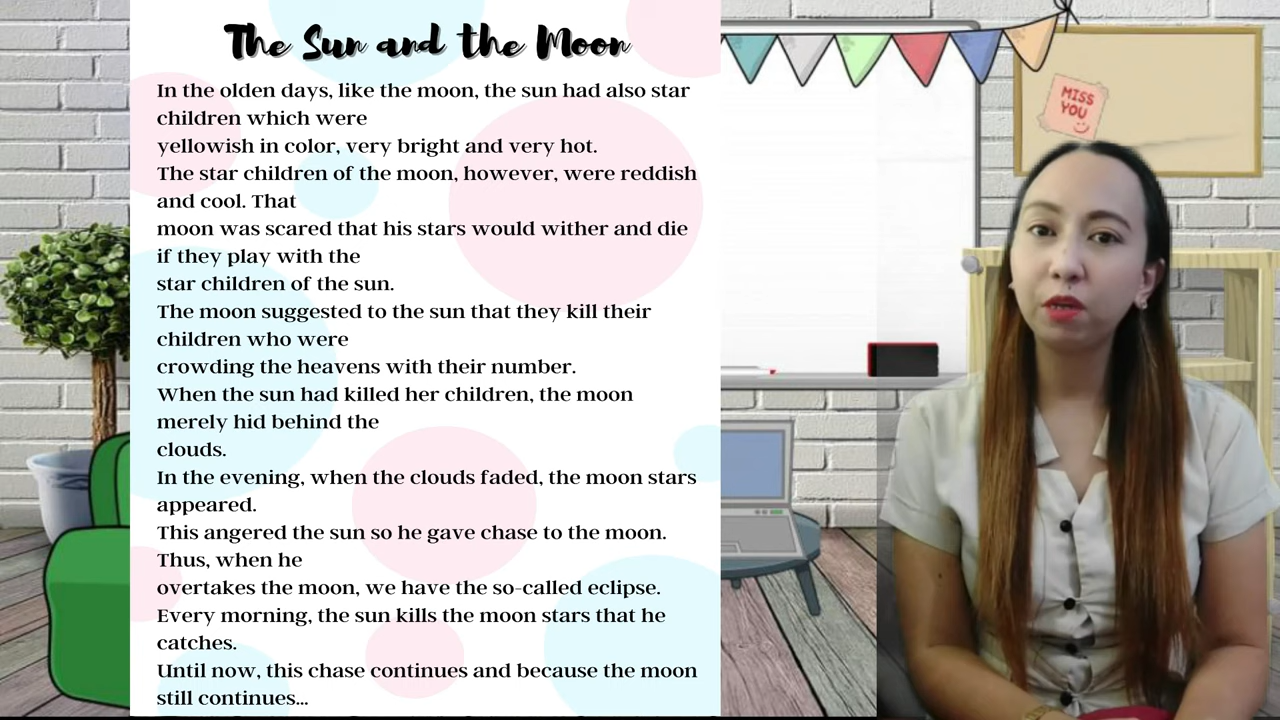 The Sun and the Moon
In the olden days, like the moon, the sun had also star
children which were
yellowish in color, very bright and very hot.
The star children of the moon, however, were reddish
and cool. That
moon was scared that his stars would wither and die
if they play with the
star children of the sun.
The moon suggested to the sun that they kill their
children who were
crowding the heavens with their number.
When the sun had killed her children, the moon
merely hid behind the
clouds.
In the evening, when the clouds faded, the moon stars
appeared.
This angered the sun so he gave chase to the moon.
Thus, when he
overtakes the moon, we have the so-called eclipse.
Every morning, the sun kills the moon stars that he
catches.
Until now, this chase continues and because the moon
still continues...
MISS
YOU